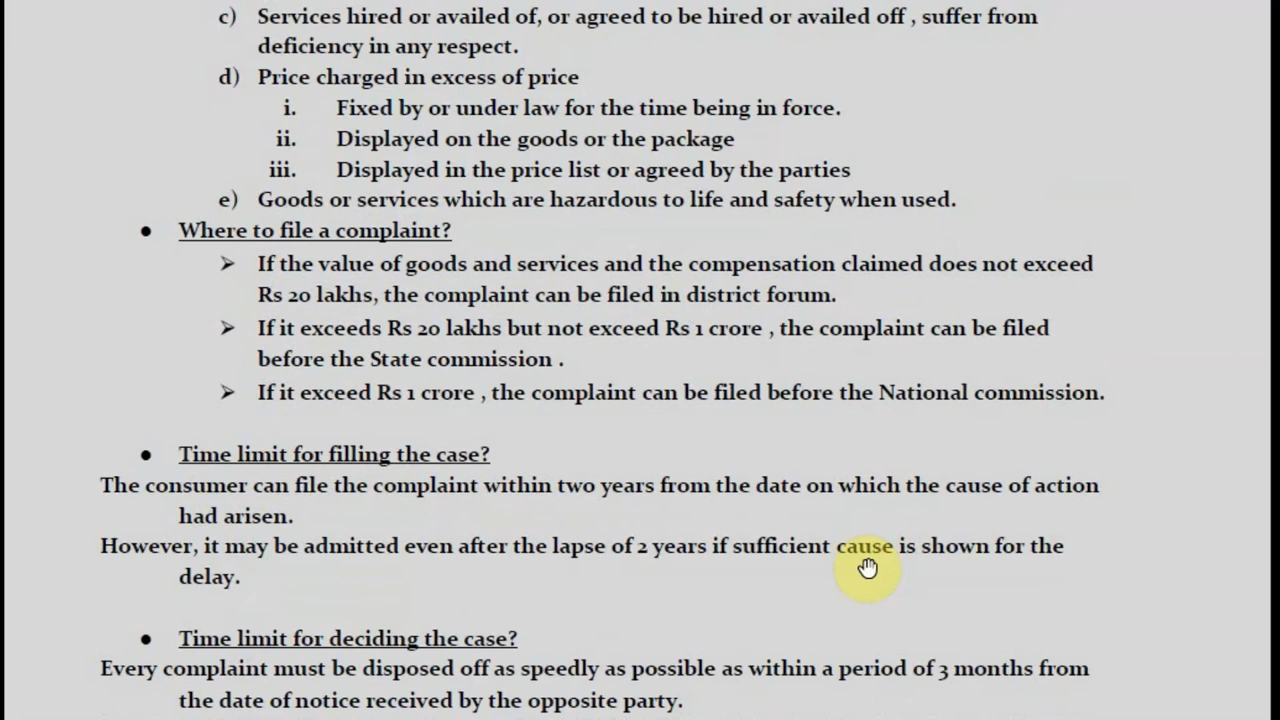 c) Services hired or availed of, or agreed to be hired or availed off , suffer from
deficiency in any respect.
d) Price charged in excess of price
i. Fixed by or under law for the time being in force.
ii. Displayed on the goods or the package
iii. Displayed in the price list or agreed by the parties
e) Goods or services which are hazardous to life and safety when used.
● Where to file a complaint?
➢ If the value of goods and services and the compensation claimed does not exceed
Rs 20 lakhs, the complaint can be filed in district forum.
➢ If it exceeds Rs 20 lakhs but not exceed Rs 1 crore , the complaint can be filed
before the State commission .
➢ If it exceed Rs 1 crore , the complaint can be filed before the National commission.
● Time limit for filling the case?
The consumer can file the complaint within two years from the date on which the cause of action
had arisen.
However, it may be admitted even after the lapse of 2 years if sufficient cause is shown for the
delay.
● Time limit for deciding the case?
Every complaint must be disposed off as speedly as possible as within a period of 3 months from
the date of notice received by the opposite party.